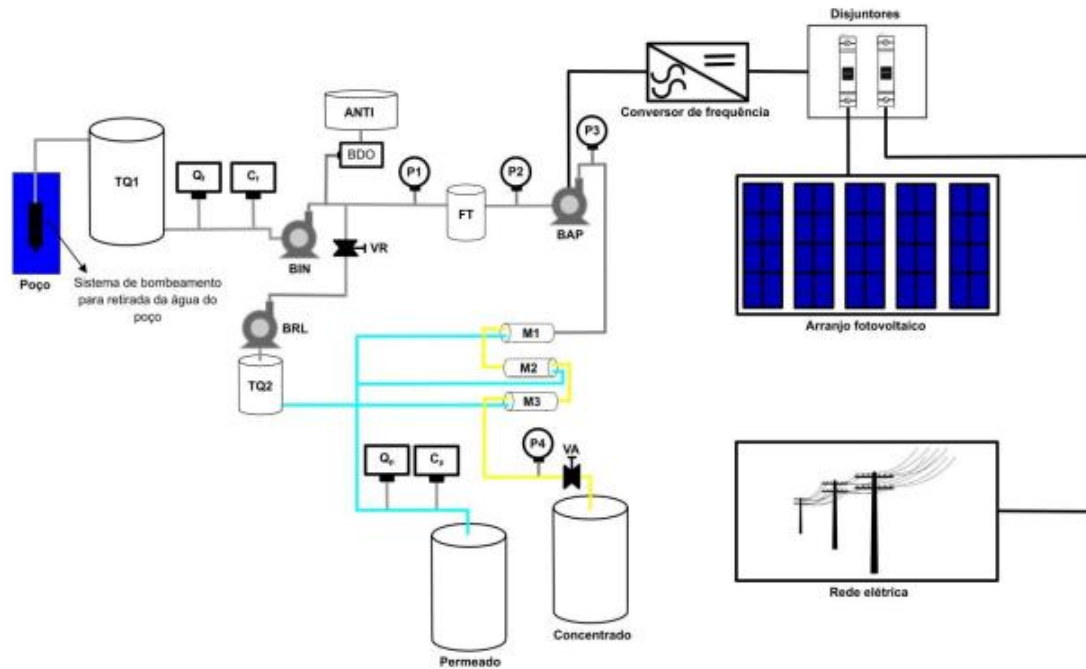 Disjuntores
Conversor de frequência
ANTI
BDO
P3
TQ1
Qf
Cf
P1
P2
FT
BAP
BIN
VR
Poço
Sistema de bombeamento
para retirada da água do
poço
Arranjo fotovoltaico
BRL
M1
M2
TQ2
M3
P4
VA
Qp
Cp
Rede elétrica
Concentrado
Permeado